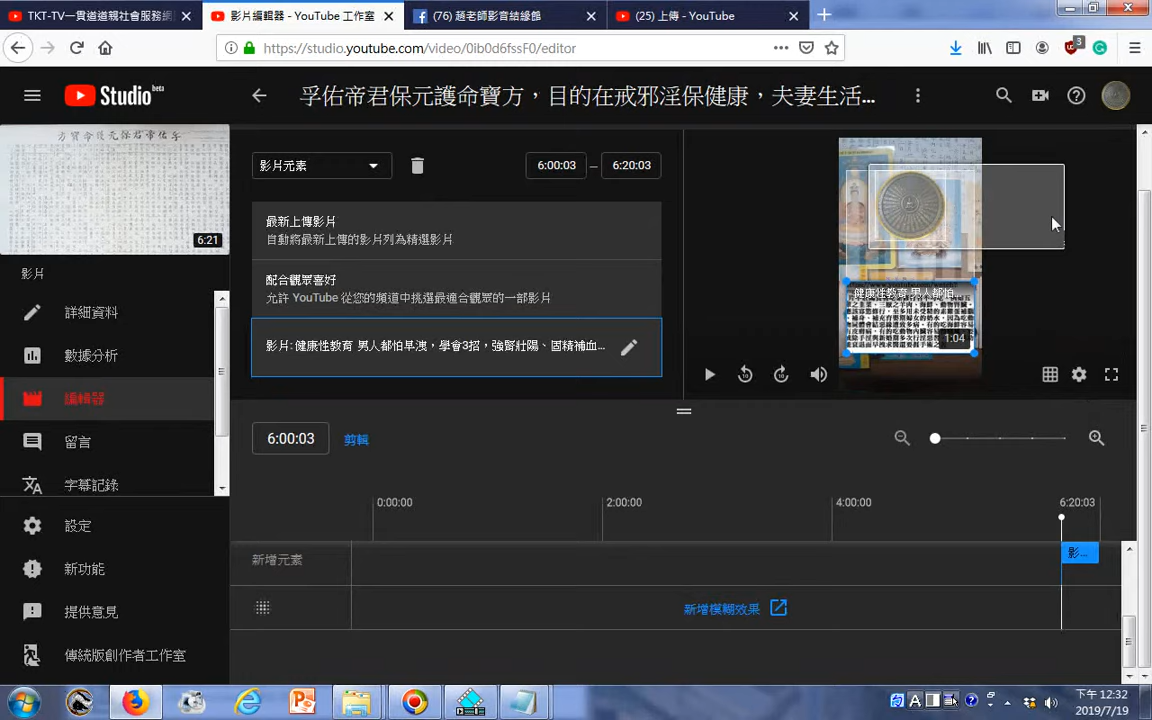 TKT-TV一貫道道親社會服務網
影片編輯器 - YouTube 工作室
(76) 趙老師影音結緣館
(25) 上傳 - YouTube
https://studio.youtube.com/video/0ib0d6fssF0/editor
3
Studio beta
孚佑帝君保元護命寶方，目的在戒邪淫保健康，夫妻生活...
6:21
影片
詳細資料
數據分析
編輯器
留言
字幕記錄
設定
新功能
提供意見
傳統版創作者工作室
影片元素
6:00:03 – 6:20:03
最新上傳影片
自動將最新上傳的影片列為精選影片
配合觀眾喜好
允許 YouTube 從您的頻道中挑選最適合觀眾的一部影片
影片: 健康性教育 男人都怕早洩，學會3招，強腎壯陽、固精補血...
健康性教育 男人都怕...
1:04
6:00:03
剪輯
0:00:00
2:00:00
4:00:00
6:20:03
新增元素
影...
新增模糊效果
下午 12:32
2019/7/19